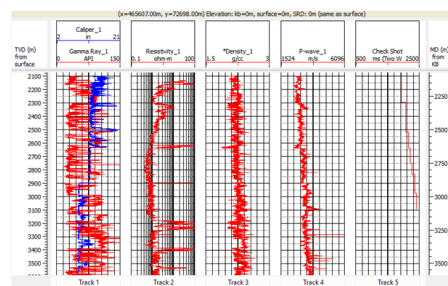 (x=465607.00m, y=72698.00m) Elevation: kb=0m, surface=0m, SRD: 0m (same as surface)
TVD (m)
from
surface
Caliper_1
2 in 21
Gamma Ray_1
0 API 150
Resistivity_1
0.1 ohm-m 100
*Density_1
1.5 g/cc 3
P-wave_1
1524 m/s 6096
Check Shot
500 ms (Two W 2500
MD (m)
from
KB
2100
2200
2300
2400
2500
2600
2700
2800
2900
3000
3100
3200
3300
3400
3500
2250
2500
2750
3000
3250
3500
Track 1 Track 2 Track 3 Track 4 Track 5